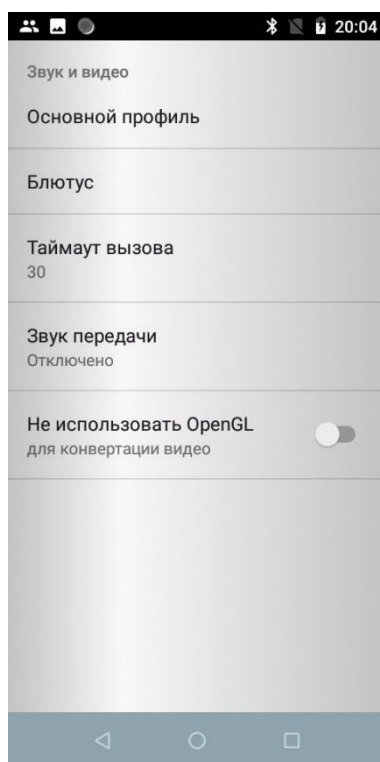 20:04
Звук и видео
Основной профиль
Блютус
Таймаут вызова
30
Звук передачи
Отключено
Не использовать OpenGL
для конвертации видео